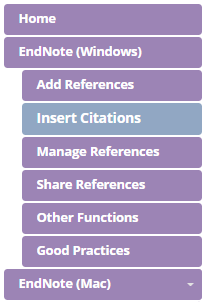 Home
EndNote (Windows)
Add References
Insert Citations
Manage References
Share References
Other Functions
Good Practices
EndNote (Mac)